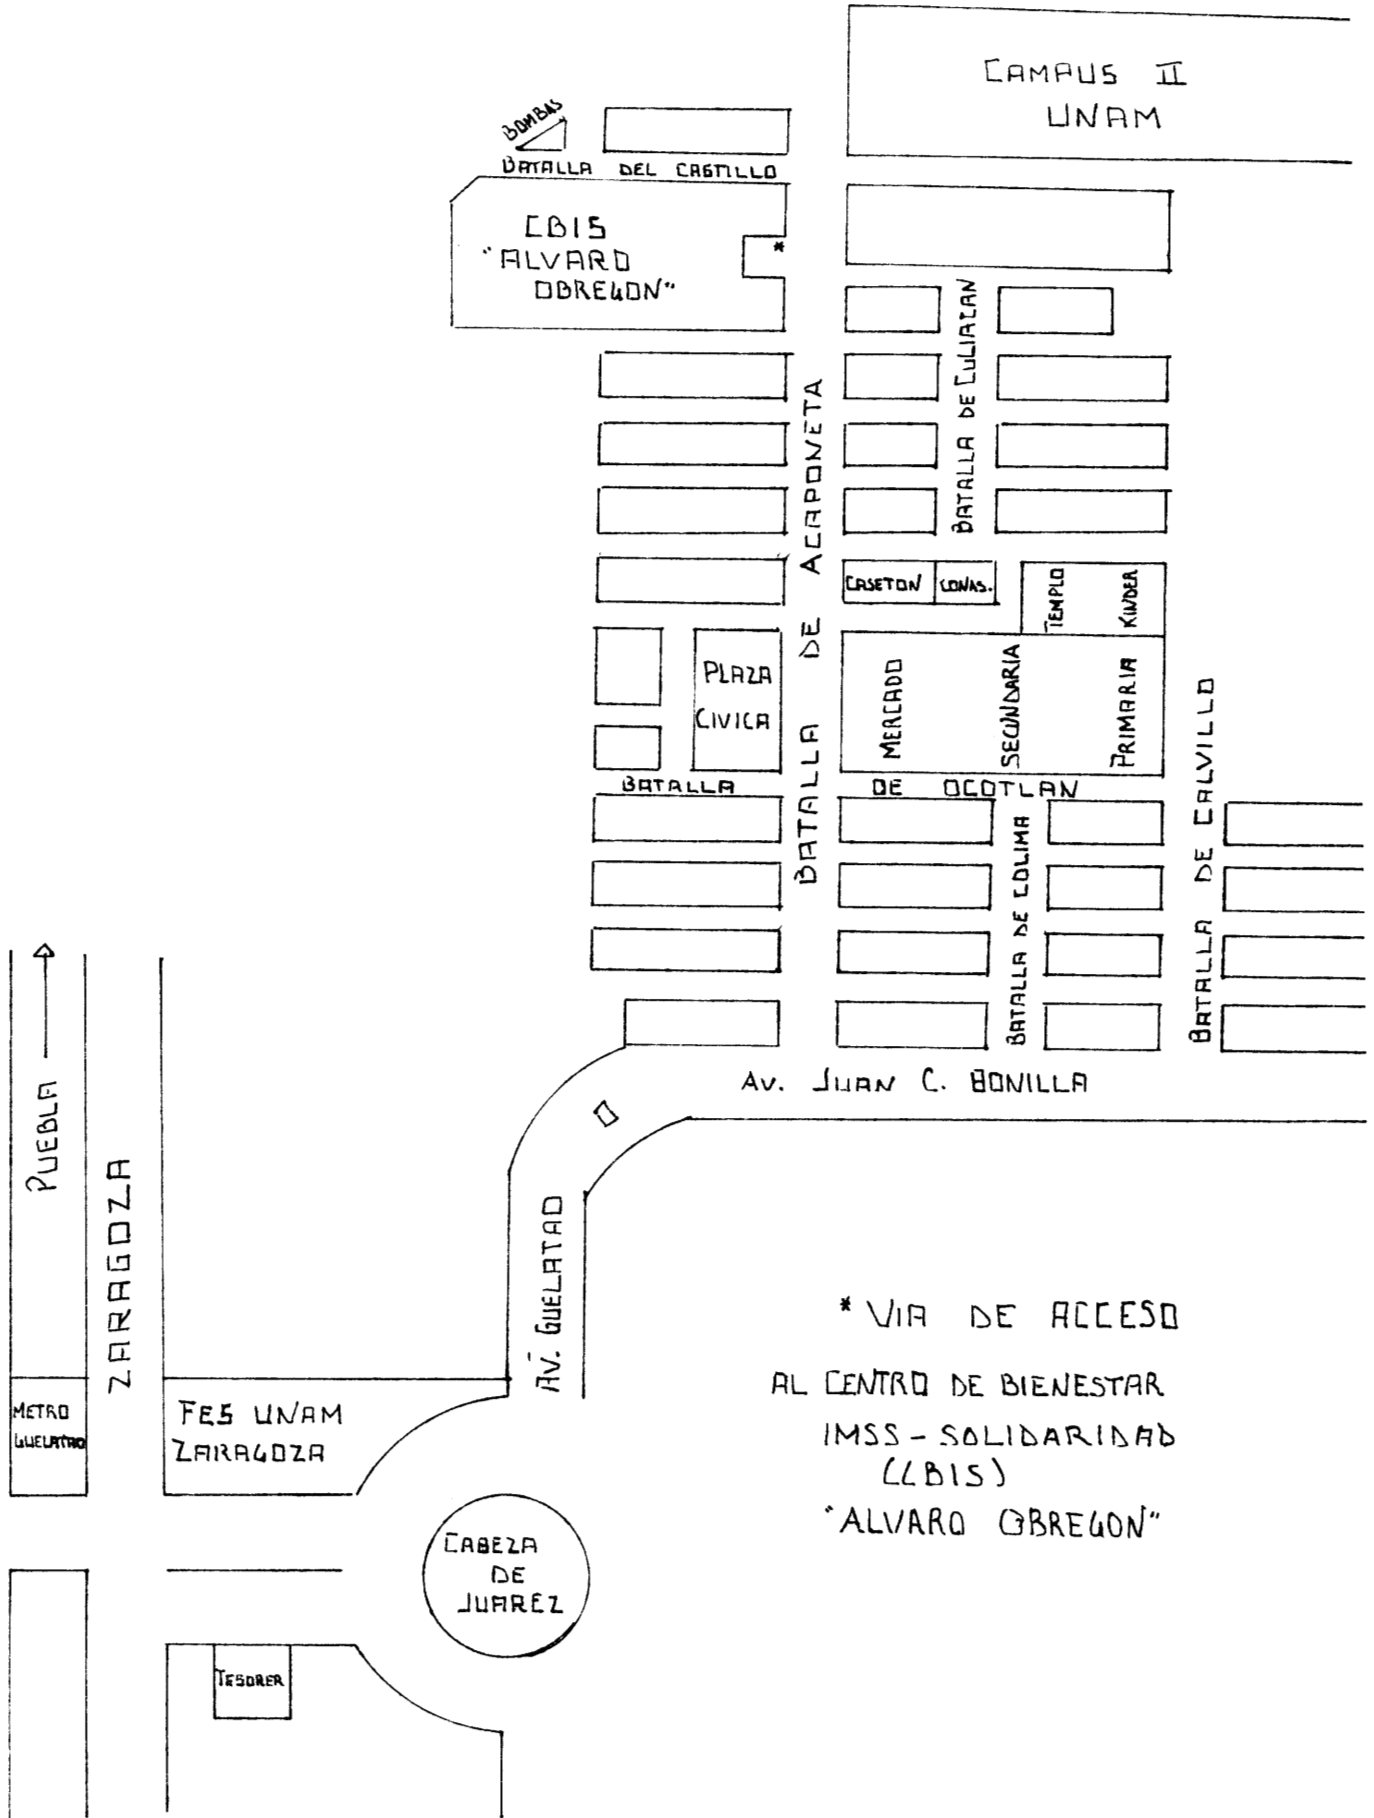 CAMPUS II
UNAM
BOMBAS
BATALLA DEL CASTILLO
CBIS
"ALVARO
OBREGON"
*
BATALLA DE CULIACAN
BATALLA DE ACAPONETA
CASETON
CONAS.
TEMPLO
KINDER
PLAZA
CIVICA
MERCADO
SECUNDARIA
PRIMARIA
BATALLA DE OCOTLAN
BATALLA DE COLIMA
BATALLA DE CALVILLO
AV. JUAN C. BONILLA
PUEBLA
ZARAGOZA
AV. GUELATAO
METRO
GUELATAO
FES UNAM
ZARAGOZA
CABEZA
DE
JUAREZ
TESORER
* VIA DE ACCESO
AL CENTRO DE BIENESTAR
IMSS - SOLIDARIDAD
(CBIS)
"ALVARO OBREGON"